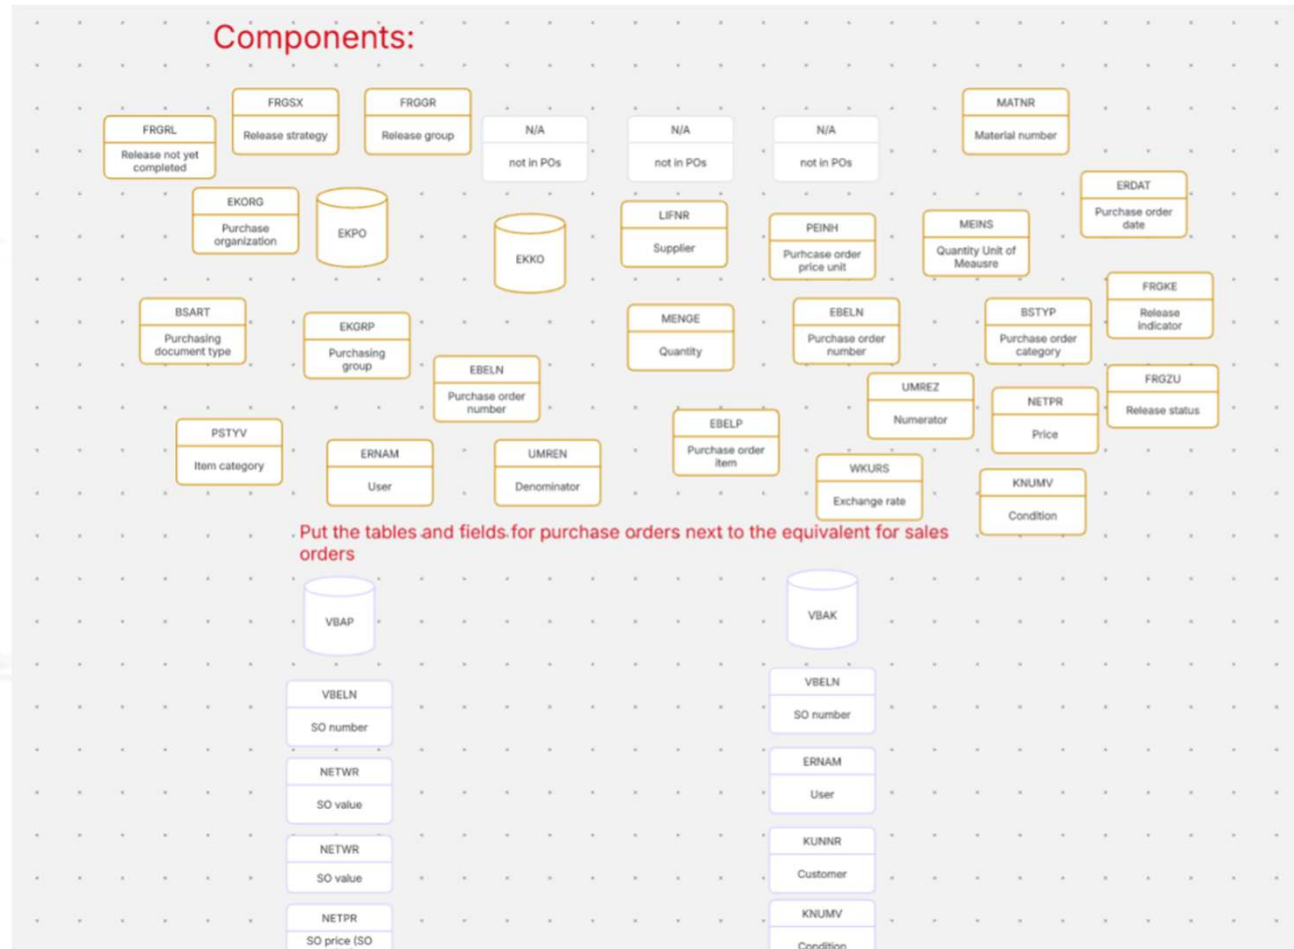 Components:
FRGSX
Release strategy
FRGGR
Release group
MATNR
Material number
FRGRL
Release not yet
completed
N/A
not in POs
N/A
not in POs
N/A
not in POs
ERDAT
Purchase order
date
EKORG
Purchase
organization
EKPO
EKKO
LIFNR
Supplier
PEINH
Purhcase order
price unit
MEINS
Quantity Unit of
Meausre
FRGKE
Release
indicator
BSART
Purchasing
document type
EKGRP
Purchasing
group
MENGE
Quantity
EBELN
Purchase order
number
BSTYP
Purchase order
category
EBELN
Purchase order
number
UMREZ
Numerator
NETPR
Price
FRGZU
Release status
PSTYV
Item category
ERNAM
User
UMREN
Denominator
EBELP
Purchase order
item
WKURS
Exchange rate
KNUMV
Condition
Put the tables and fields for purchase orders next to the equivalent for sales
orders
VBAP
VBAK
VBELN
SO number
VBELN
SO number
NETWR
SO value
ERNAM
User
NETWR
SO value
KUNNR
Customer
NETPR
SO price (SO
KNUMV
Condition